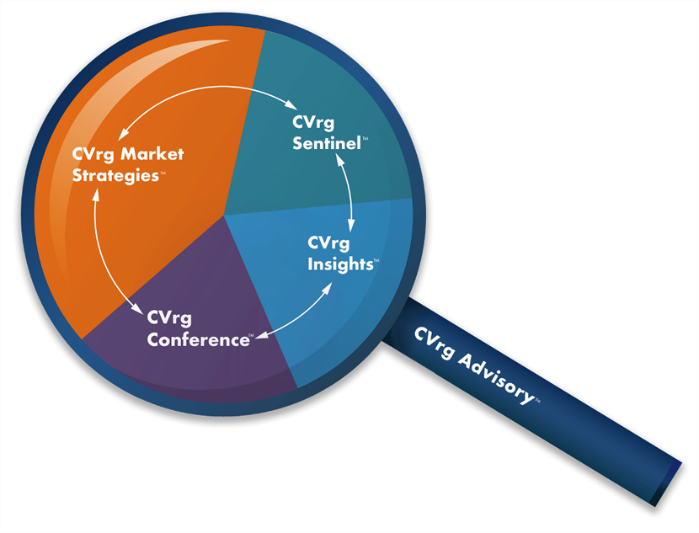 CVrg
Sentinel™
CVrg Market
Strategies™
CVrg
Insights™
CVrg
Conference™
CVrg Advisory™